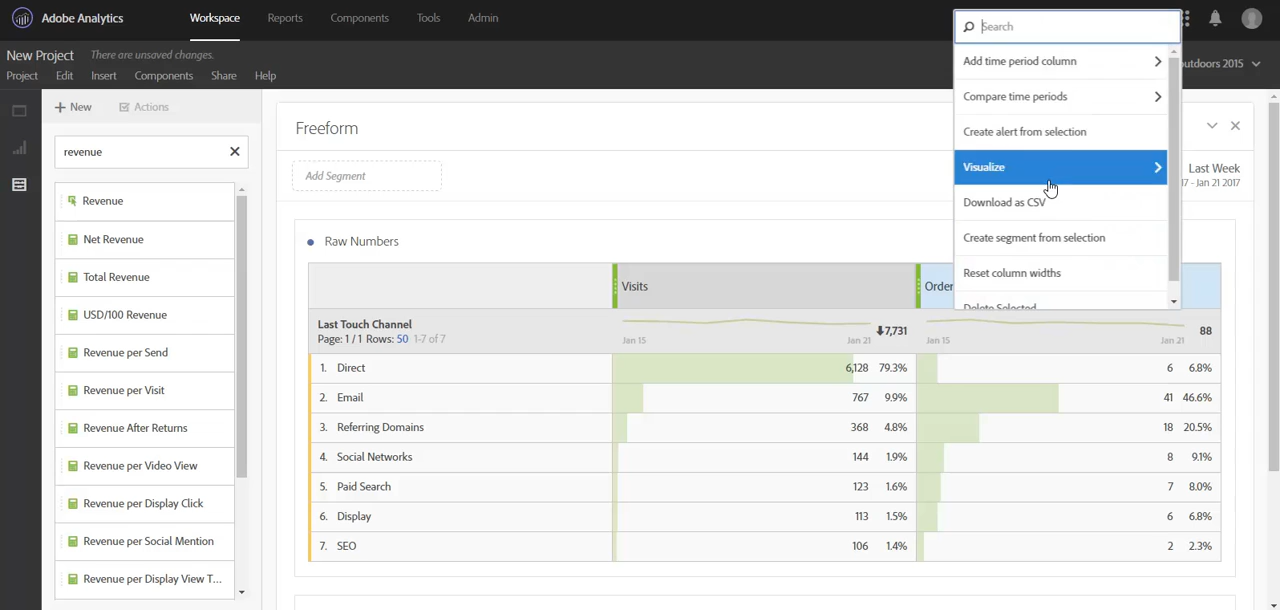 Adobe Analytics
Workspace
Reports
Components
Tools
Admin
New Project
There are unsaved changes.
Project
Edit
Insert
Components
Share
Help
outdoors 2015
Search
Add time period column
Compare time periods
Create alert from selection
Visualize
Download as CSV
Create segment from selection
Reset column widths
Delete Selected
+ New
Actions
revenue
Revenue
Net Revenue
Total Revenue
USD/100 Revenue
Revenue per Send
Revenue per Visit
Revenue After Returns
Revenue per Video View
Revenue per Display Click
Revenue per Social Mention
Revenue per Display View T...
Freeform
Add Segment
Last Week
17 - Jan 21 2017
Raw Numbers
Visits
Order
Last Touch Channel
Page: 1 / 1 Rows: 50 1-7 of 7
Jan 15
Jan 21
7,731
Jan 15
Jan 21
88
1. Direct 6,128 79.3% 6 6.8%
2. Email 767 9.9% 41 46.6%
3. Referring Domains 368 4.8% 18 20.5%
4. Social Networks 144 1.9% 8 9.1%
5. Paid Search 123 1.6% 7 8.0%
6. Display 113 1.5% 6 6.8%
7. SEO 106 1.4% 2 2.3%